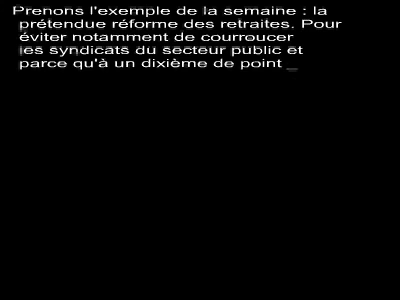 Prenons l'exemple de la semaine : la
prétendue réforme des retraites. Pour
éviter notamment de courroucer
les syndicats du secteur public et
parce qu'à un dixième de point _